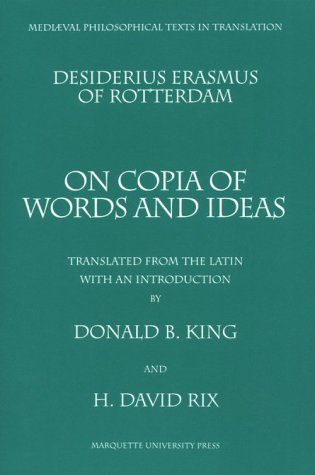 MEDIÆVAL PHILOSOPHICAL TEXTS IN TRANSLATION
DESIDERIUS ERASMUS
OF ROTTERDAM
ON COPIA OF
WORDS AND IDEAS
TRANSLATED FROM THE LATIN
WITH AN INTRODUCTION
BY
DONALD B. KING
AND
H. DAVID RIX
MARQUETTE UNIVERSITY PRESS